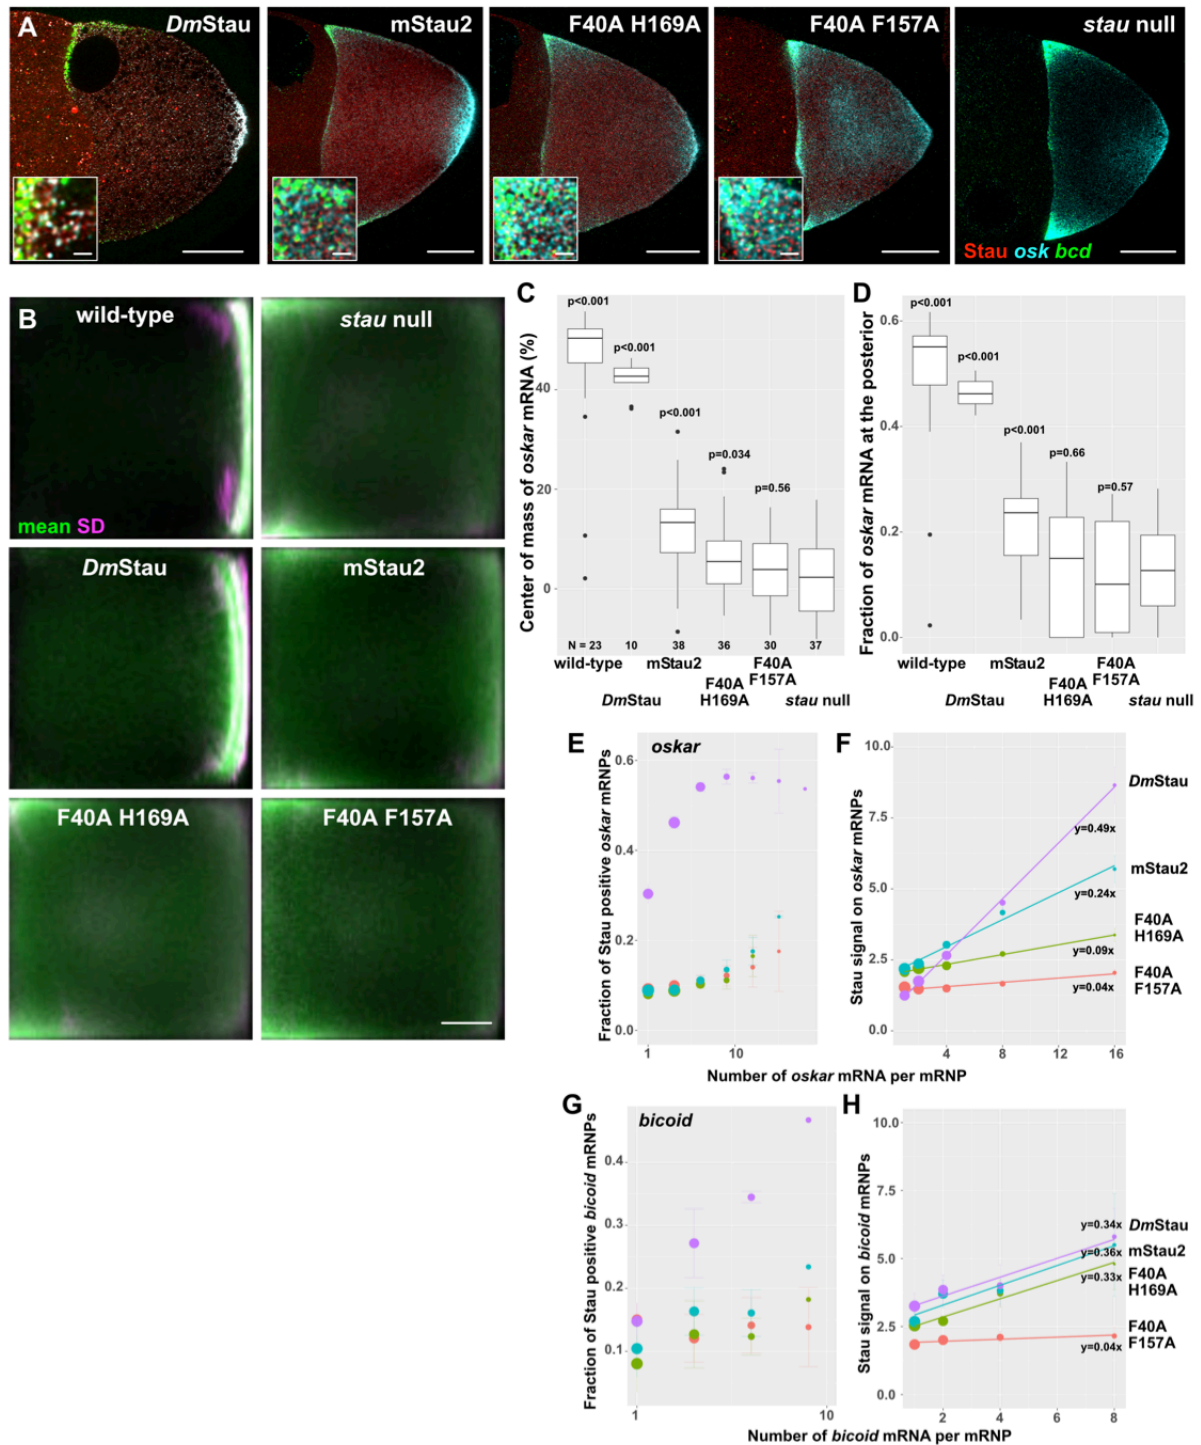 A
DmStau
mStau2
F40A H169A
F40A F157A
stau null
Stau osk bcd
B
wild-type
stau null
mean SD
DmStau
mStau2
F40A H169A
F40A F157A
C
Center of mass of oskar mRNA (%)
40
20
0
p<0.001
p<0.001
p<0.001
p=0.034
p=0.56
N = 23
10
38
36
30
37
wild-type
DmStau
mStau2
F40A
H169A
F40A
F157A
stau null
D
Fraction of oskar mRNA at the posterior
0.6
0.4
0.2
0.0
p<0.001
p<0.001
p<0.001
p=0.66
p=0.57
wild-type
DmStau
mStau2
F40A
H169A
F40A
F157A
stau null
E
oskar
Fraction of Stau positive oskar mRNPs
0.6
0.4
0.2
0.0
1
10
F
Stau signal on oskar mRNPs
10.0
7.5
5.0
2.5
0.0
4
8
12
16
DmStau
y=0.49x
mStau2
y=0.24x
F40A
H169A
y=0.09x
F40A
F157A
y=0.04x
Number of oskar mRNA per mRNP
G
bicoid
Fraction of Stau positive bicoid mRNPs
0.4
0.3
0.2
0.1
1
10
H
Stau signal on bicoid mRNPs
10.0
7.5
5.0
2.5
0.0
2
4
6
8
y=0.34x
DmStau
y=0.36x
mStau2
y=0.33x
F40A
H169A
F40A
F157A
y=0.04x
Number of bicoid mRNA per mRNP